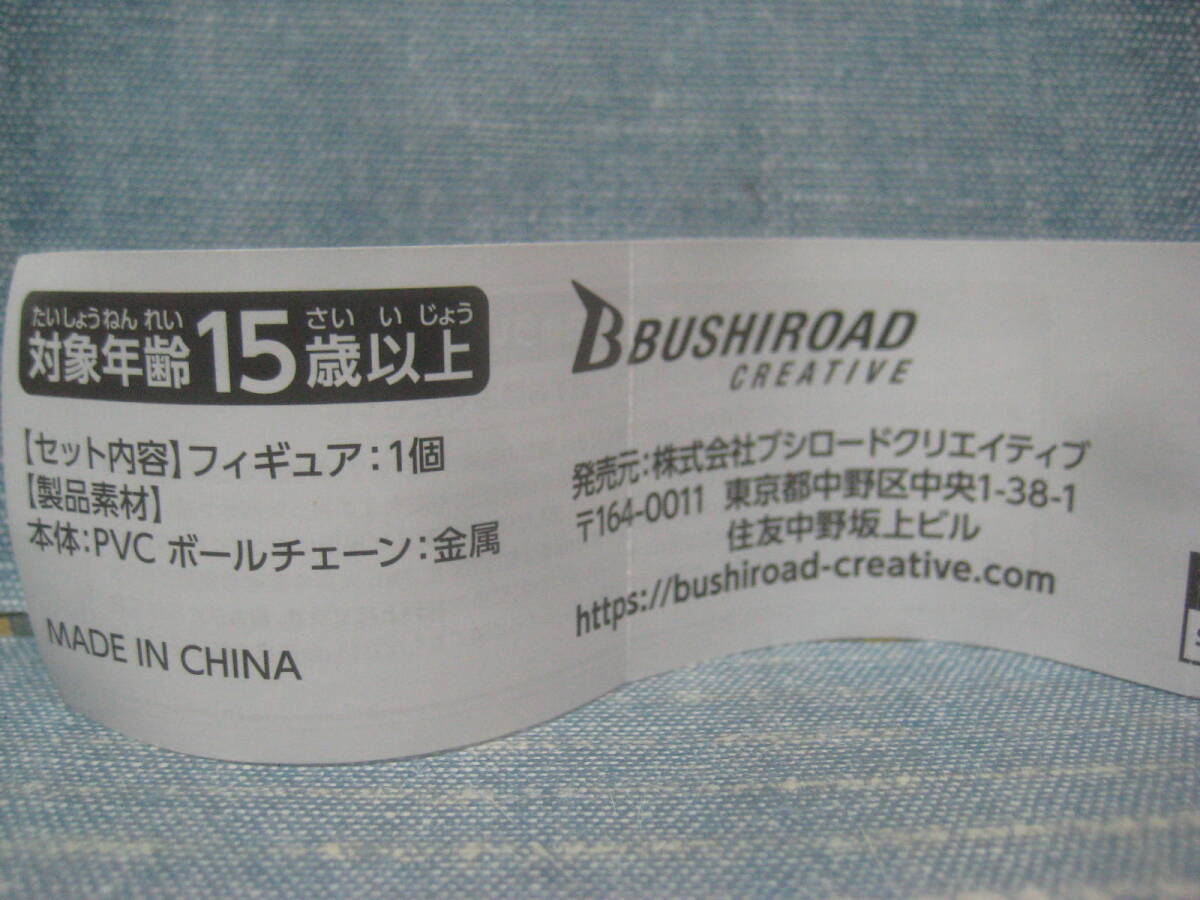 たいしょうねんれい さいいじょう
対象年齢15歳以上
【セット内容】フィギュア：1個
【製品素材】
本体：PVC ボールチェーン：金属
MADE IN CHINA
BUSHIROAD
CREATIVE
発売元：株式会社ブシロードクリエイティブ
〒164-0011 東京都中野区中央1-38-1
住友中野坂上ビル
https://bushiroad-creative.com